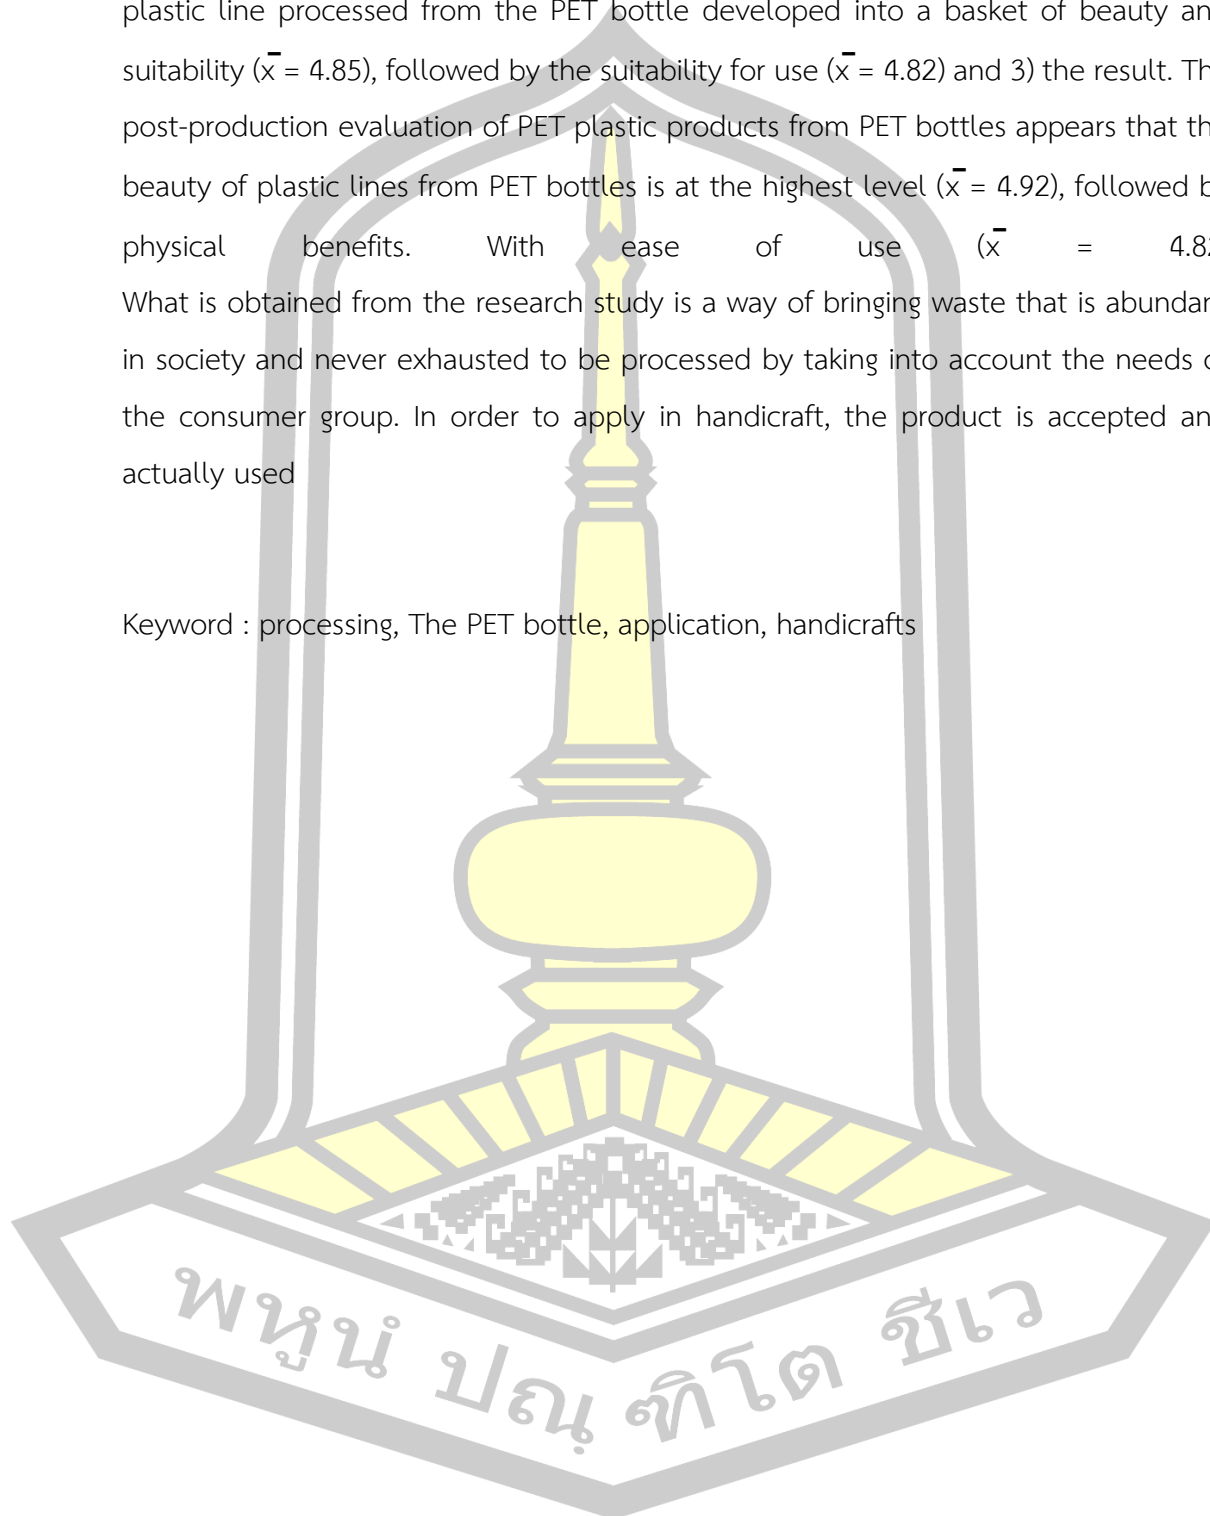 plastic line processed from the PET bottle developed into a basket of beauty an
suitability (x̄ = 4.85), followed by the suitability for use (x̄ = 4.82) and 3) the result. Th
post-production evaluation of PET plastic products from PET bottles appears that th
beauty of plastic lines from PET bottles is at the highest level (x̄ = 4.92), followed b
physical benefits. With ease of use (x̄ = 4.82
What is obtained from the research study is a way of bringing waste that is abundan
in society and never exhausted to be processed by taking into account the needs o
the consumer group. In order to apply in handicraft, the product is accepted an
actually used
Keyword : processing, The PET bottle, application, handicrafts
พหูนํ ปณฺฑิโต ชีเว